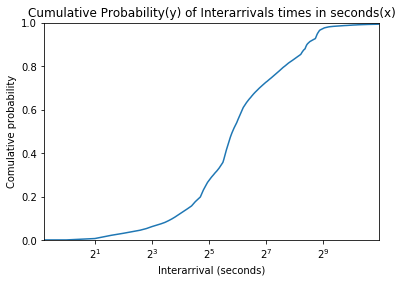 Cumulative Probability(y) of Interarrivals times in seconds(x)
Comulative probability
1.0
0.8
0.6
0.4
0.2
0.0
2^1 2^3 2^5 2^7 2^9
Interarrival (seconds)